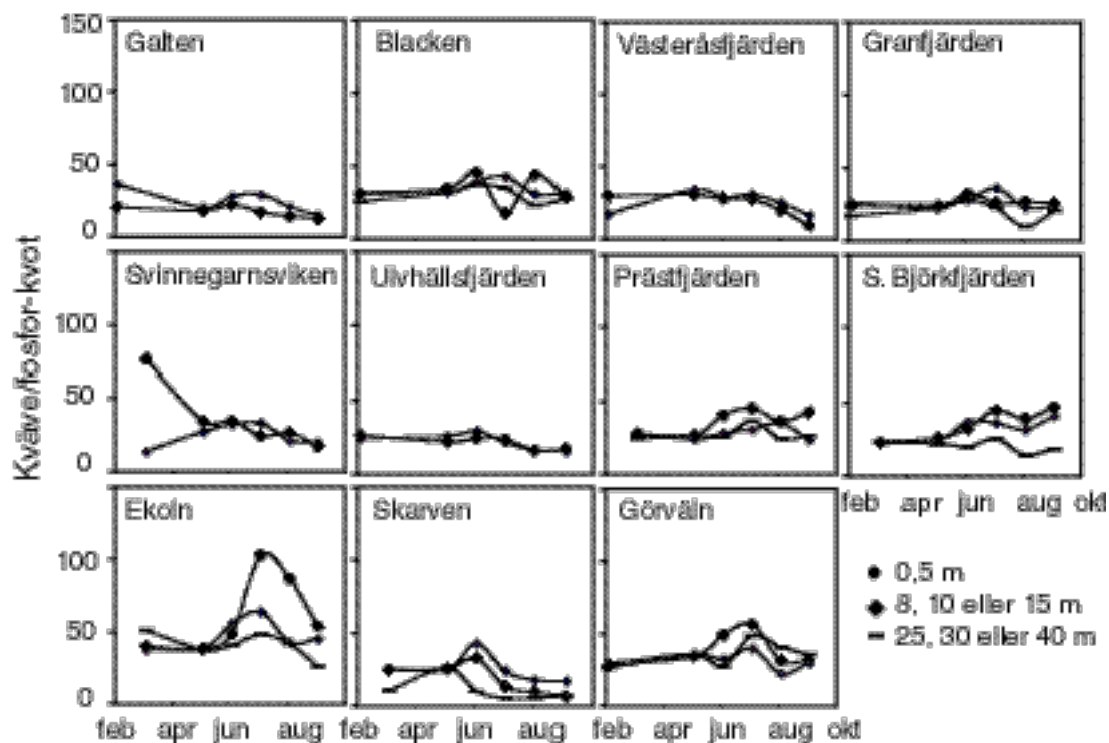 Kväve/fosfor-kvot
150
100
50
0
Galten
Blacken
Västeråsfjärden
Granfjärden
100
50
0
Svinnegarnsviken
Ulvhällsfjärden
Prästfjärden
S. Björkfjärden
feb apr jun aug okt
100
50
0
Ekoln
Skarven
Görväln
0,5 m
8, 10 eller 15 m
25, 30 eller 40 m
feb apr jun aug feb apr jun aug feb apr jun aug okt